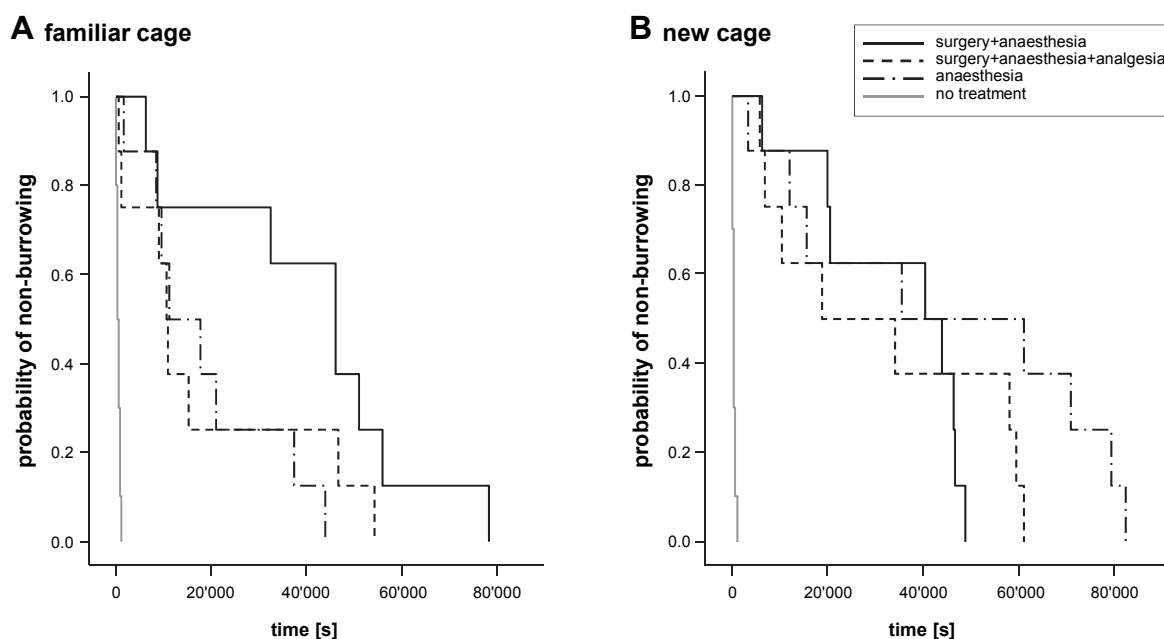 A familiar cage
B new cage
surgery+anaesthesia
surgery+anaesthesia+analgesia
anaesthesia
no treatment
probability of non-burrowing
1.0
0.8
0.6
0.4
0.2
0.0
0
20'000
40'000
60'000
80'000
time [s]
probability of non-burrowing
1.0
0.8
0.6
0.4
0.2
0.0
0
20'000
40'000
60'000
80'000
time [s]